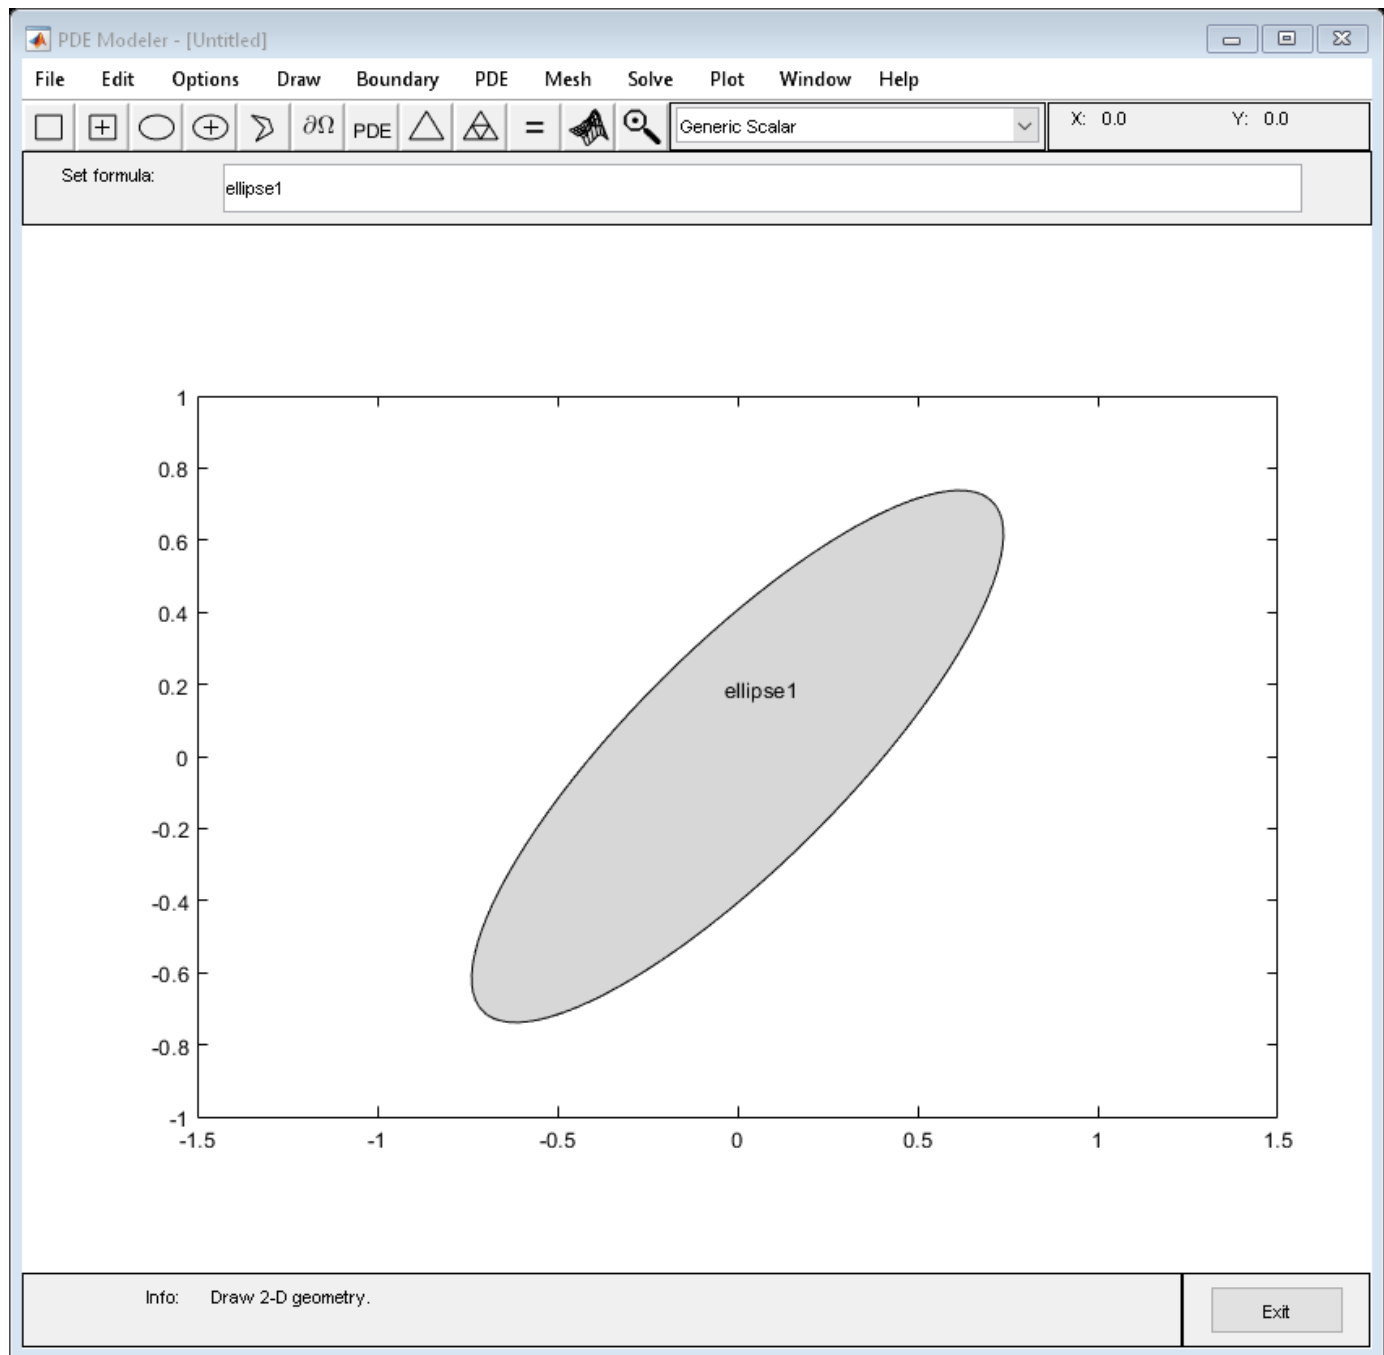 PDE Modeler - [Untitled]
File Edit Options Draw Boundary PDE Mesh Solve Plot Window Help
∂Ω PDE = Generic Scalar X: 0.0 Y: 0.0
Set formula: ellipse1
1
0.8
0.6
0.4
0.2
0
-0.2
-0.4
-0.6
-0.8
-1
ellipse1
-1.5 -1 -0.5 0 0.5 1 1.5
Info: Draw 2-D geometry. Exit